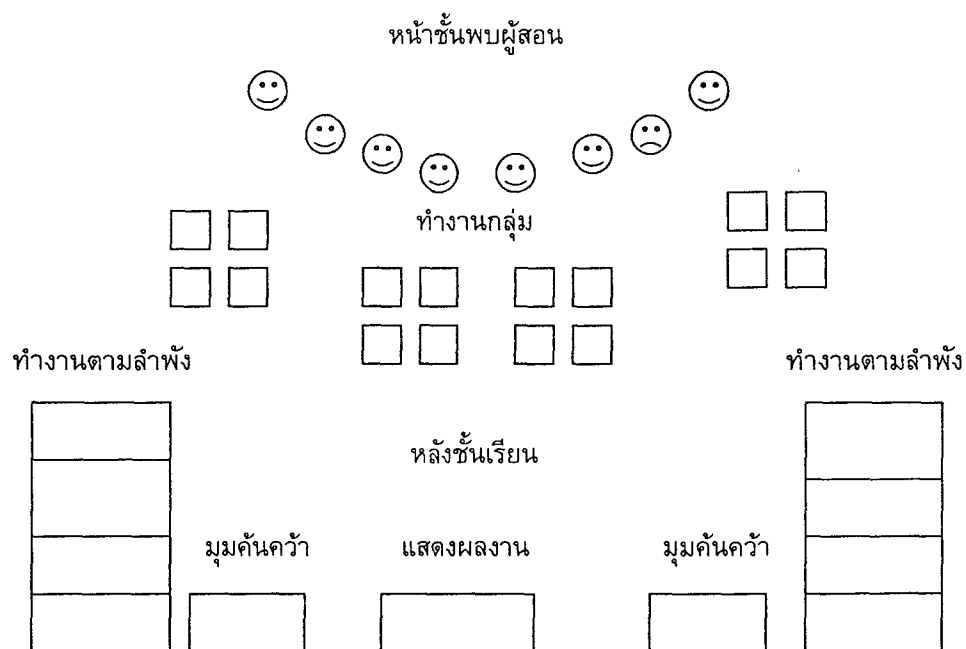 หน้าชั้นพบผู้สอน
ทำงานกลุ่ม
ทำงานตามลำพัง
ทำงานตามลำพัง
หลังชั้นเรียน
มุมค้นคว้า
แสดงผลงาน
มุมค้นคว้า